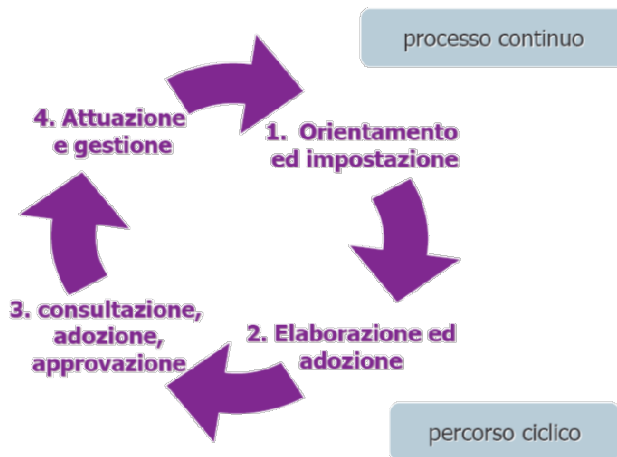 processo continuo
4. Attuazione
e gestione
1. Orientamento
ed impostazione
3. consultazione,
adozione,
approvazione
2. Elaborazione ed
adozione
percorso ciclico